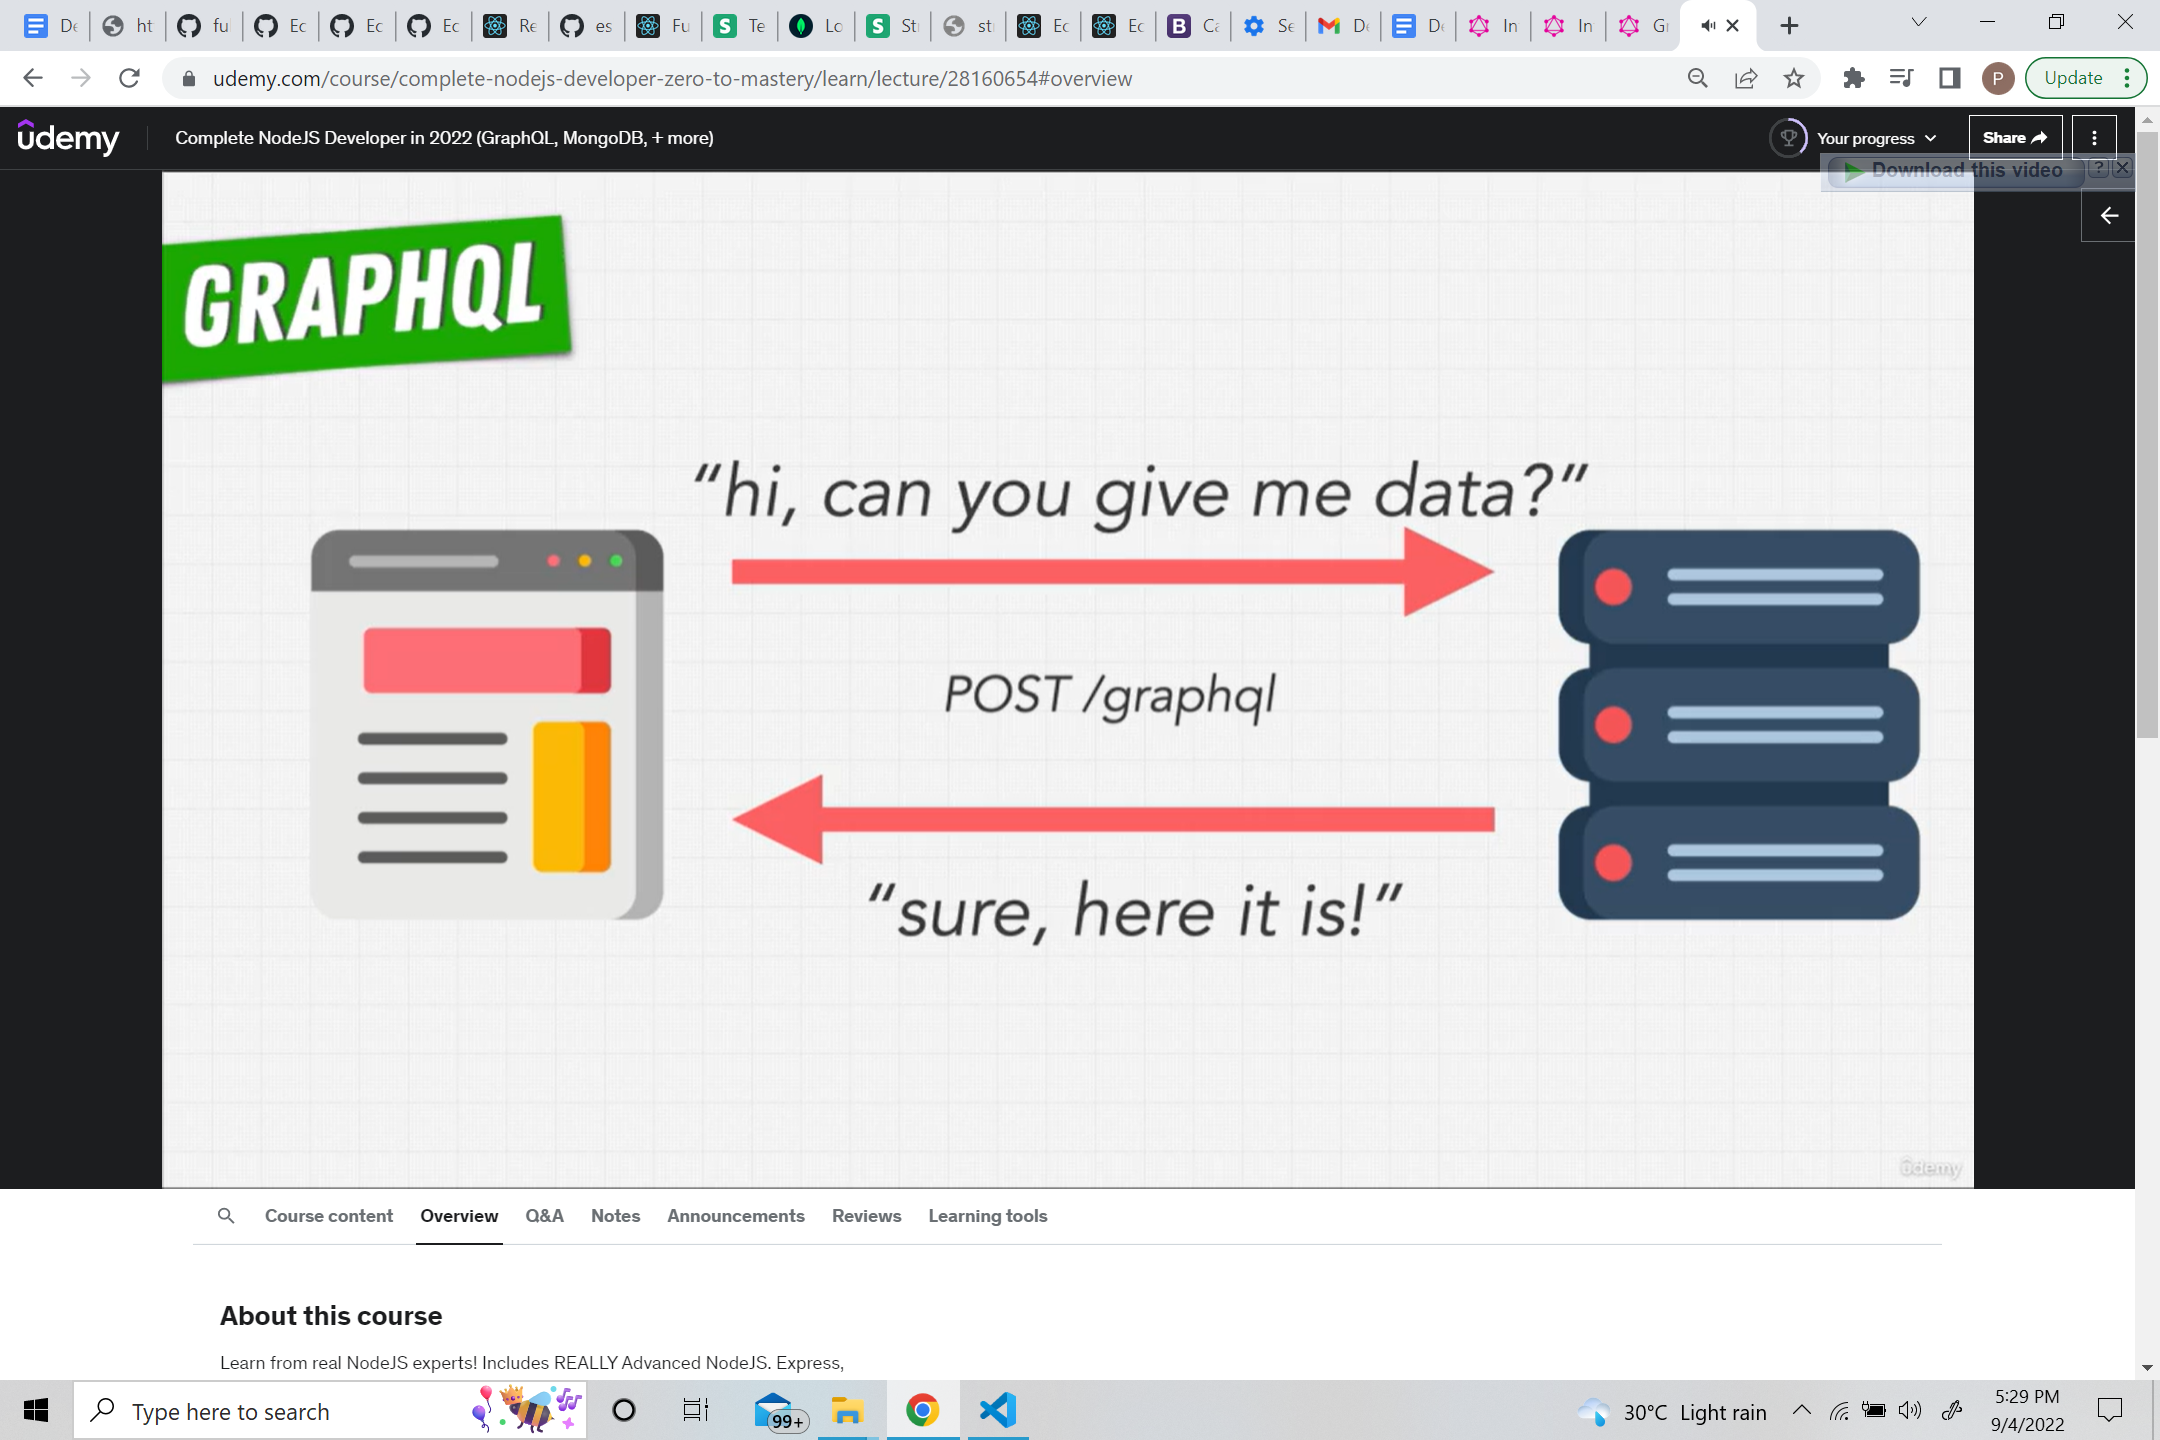 De
ht
fu
Ec
Ec
Ec
Re
es
Fu
Te
Lo
St
st
Ec
Ec
Ca
Se
De
De
In
In
Gr
udemy.com/course/complete-nodejs-developer-zero-to-mastery/learn/lecture/28160654#overview
P
Update
ûdemy
Complete NodeJS Developer in 2022 (GraphQL, MongoDB, + more)
Your progress
Share
Download this video
?
GRAPHQL
“hi, can you give me data?”
POST /graphql
“sure, here it is!”
ûdemy
Course content
Overview
Q&A
Notes
Announcements
Reviews
Learning tools
About this course
Learn from real NodeJS experts! Includes REALLY Advanced NodeJS. Express,
Type here to search
99+
30°C Light rain
5:29 PM
9/4/2022